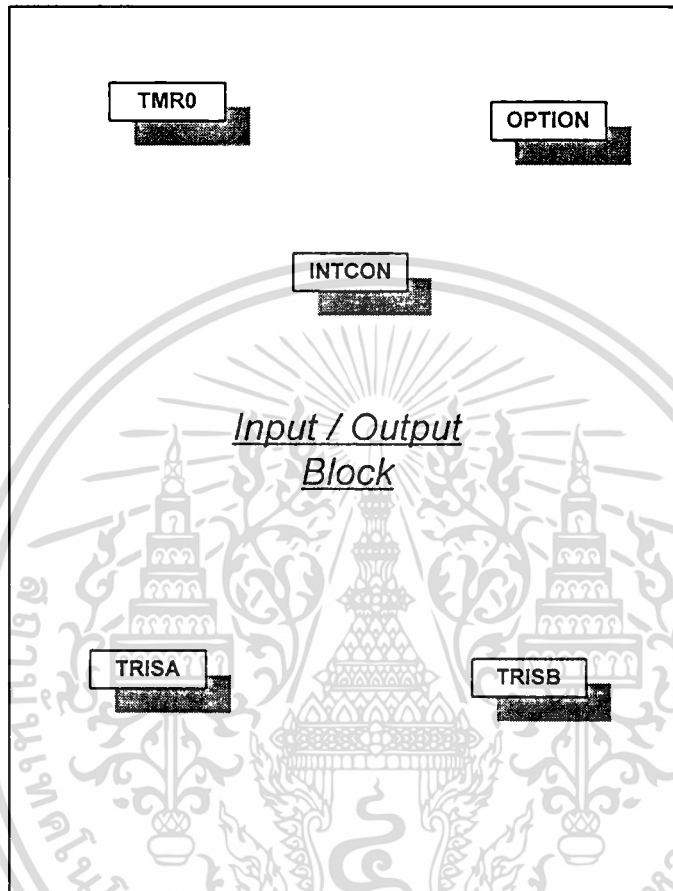 TMR0
OPTION
INTCON
Input / Output
Block
TRISA
TRISB